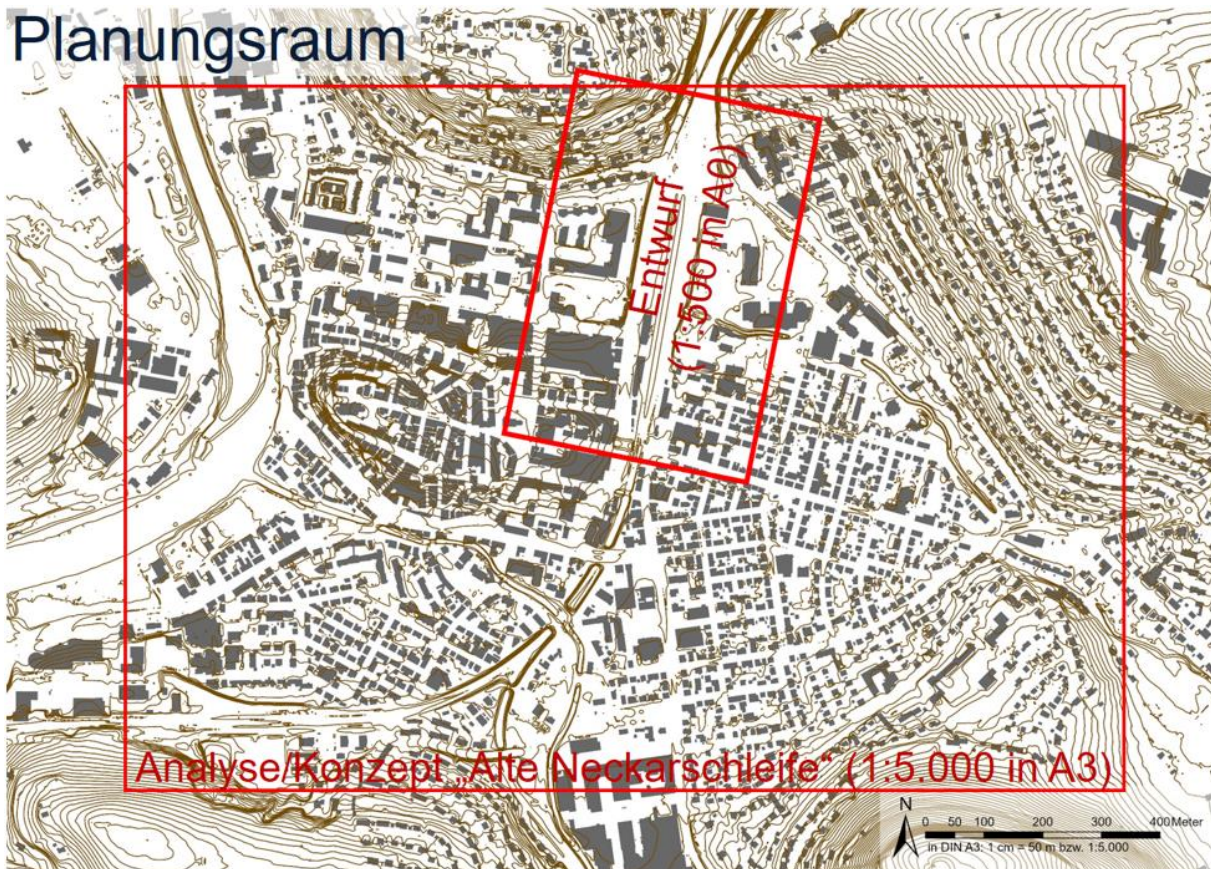 Planungsraum
Entwurf
(1:500 in A0)
Analyse/Konzept „Alte Neckarschleife“ (1:5.000 in A3)
N
0 50 100 200 300 400 Meter
in DIN A3: 1 cm = 50 m bzw. 1:5.000